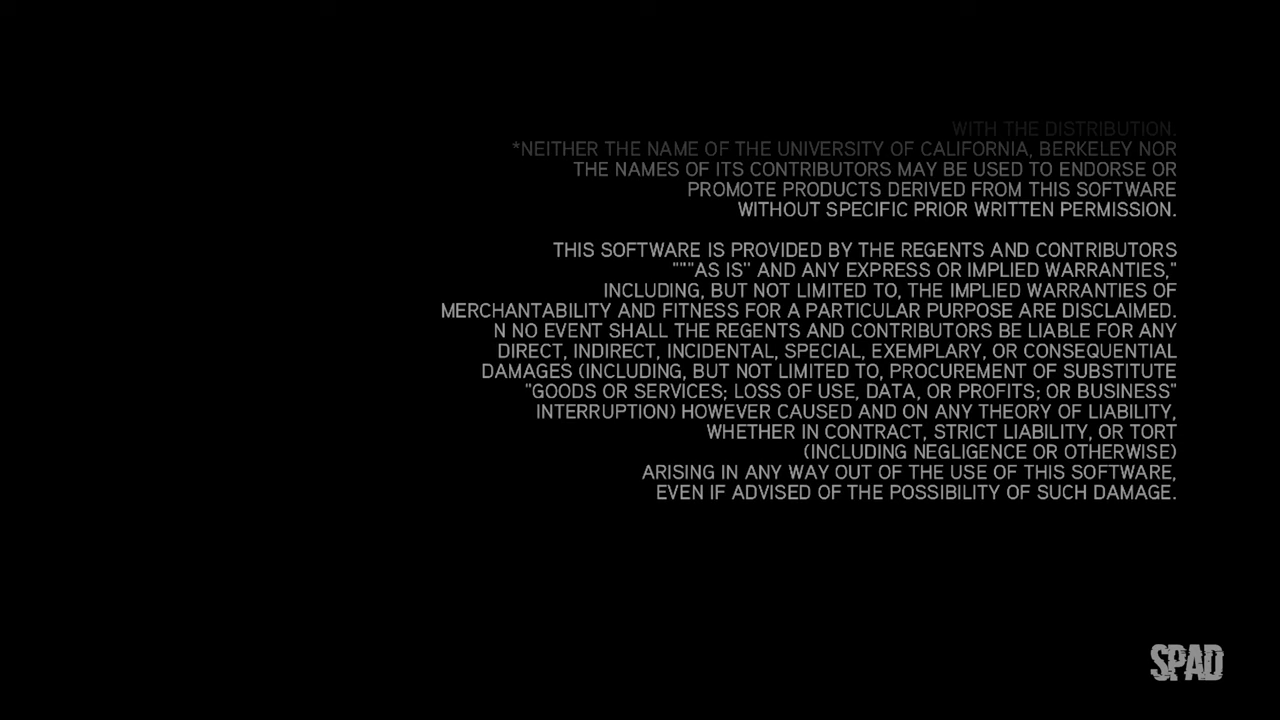 WITH THE DISTRIBUTION.
*NEITHER THE NAME OF THE UNIVERSITY OF CALIFORNIA, BERKELEY NOR
THE NAMES OF ITS CONTRIBUTORS MAY BE USED TO ENDORSE OR
PROMOTE PRODUCTS DERIVED FROM THIS SOFTWARE
WITHOUT SPECIFIC PRIOR WRITTEN PERMISSION.
THIS SOFTWARE IS PROVIDED BY THE REGENTS AND CONTRIBUTORS
"""AS IS" AND ANY EXPRESS OR IMPLIED WARRANTIES,"
INCLUDING, BUT NOT LIMITED TO, THE IMPLIED WARRANTIES OF
MERCHANTABILITY AND FITNESS FOR A PARTICULAR PURPOSE ARE DISCLAIMED.
N NO EVENT SHALL THE REGENTS AND CONTRIBUTORS BE LIABLE FOR ANY
DIRECT, INDIRECT, INCIDENTAL, SPECIAL, EXEMPLARY, OR CONSEQUENTIAL
DAMAGES (INCLUDING, BUT NOT LIMITED TO, PROCUREMENT OF SUBSTITUTE
"GOODS OR SERVICES; LOSS OF USE, DATA, OR PROFITS; OR BUSINESS"
INTERRUPTION) HOWEVER CAUSED AND ON ANY THEORY OF LIABILITY,
WHETHER IN CONTRACT, STRICT LIABILITY, OR TORT
(INCLUDING NEGLIGENCE OR OTHERWISE)
ARISING IN ANY WAY OUT OF THE USE OF THIS SOFTWARE,
EVEN IF ADVISED OF THE POSSIBILITY OF SUCH DAMAGE.
SPAD